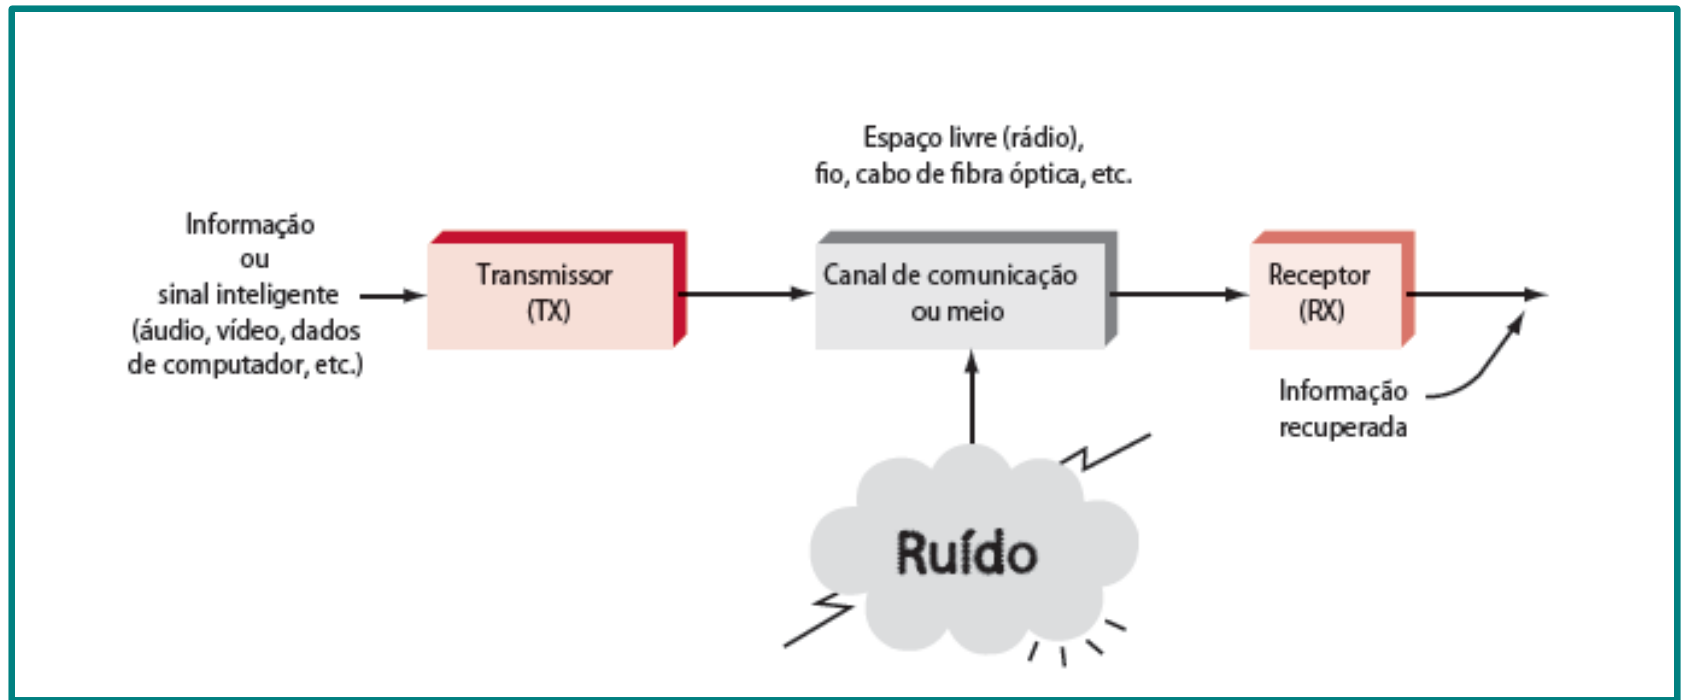 Informação
ou
sinal inteligente
(áudio, vídeo, dados
de computador, etc.)
Transmissor
(TX)
Espaço livre (rádio),
fio, cabo de fibra óptica, etc.
Canal de comunicação
ou meio
Receptor
(RX)
Informação
recuperada
Ruído